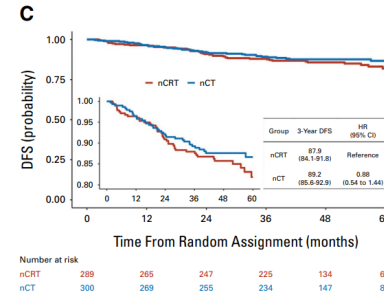 C
1.00
0.75
0.50
0.25
0.00
DFS (probability)
nCRT nCT
1.00
0.95
0.90
0.85
0.80
0 12 24 36 48 60
Group 3-Year DFS HR (95% CI)
nCRT 87.9 (84.1-91.8) Reference
nCT 89.2 (85.6-92.9) 0.88 (0.54 to 1.44)
0 12 24 36 48
Time From Random Assignment (months)
Number at risk
nCRT 289 265 247 225 134
nCT 300 269 255 234 147